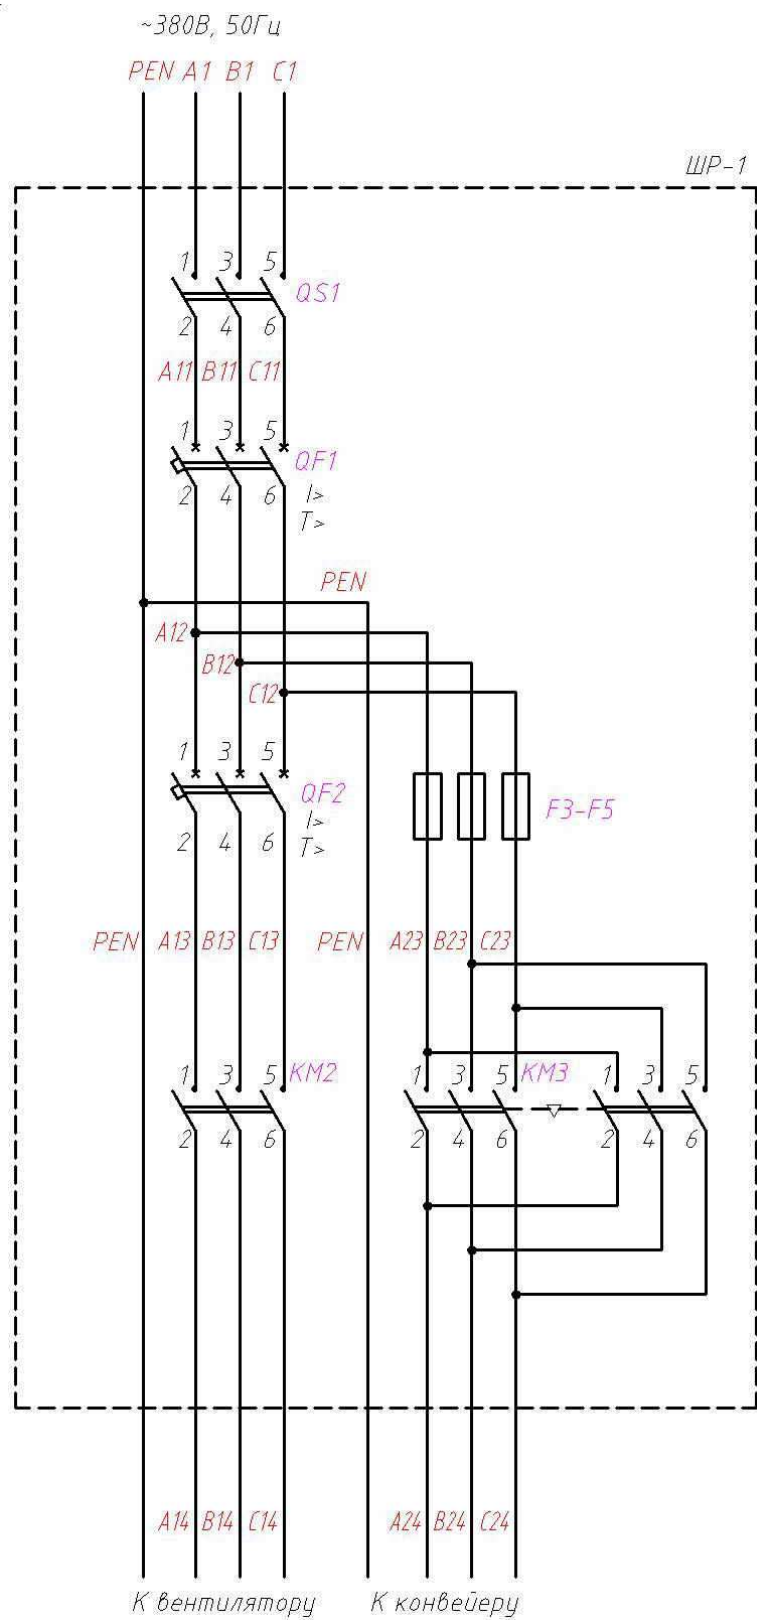 ~380В, 50Гц
PEN A1 B1 C1
ШР-1
1 3 5
QS1
2 4 6
A11 B11 C11
1 3 5
QF1
2 4 6 I>
T>
PEN
A12
B12
C12
1 3 5
QF2
F3-F5
I>
2 4 6 T>
PEN A13 B13 C13 PEN A23 B23 C23
1 3 5 KM2 1 3 5 KM3 1 3 5
2 4 6 2 4 6 2 4 6
A14 B14 C14 A24 B24 C24
К вентилятору К конвейеру